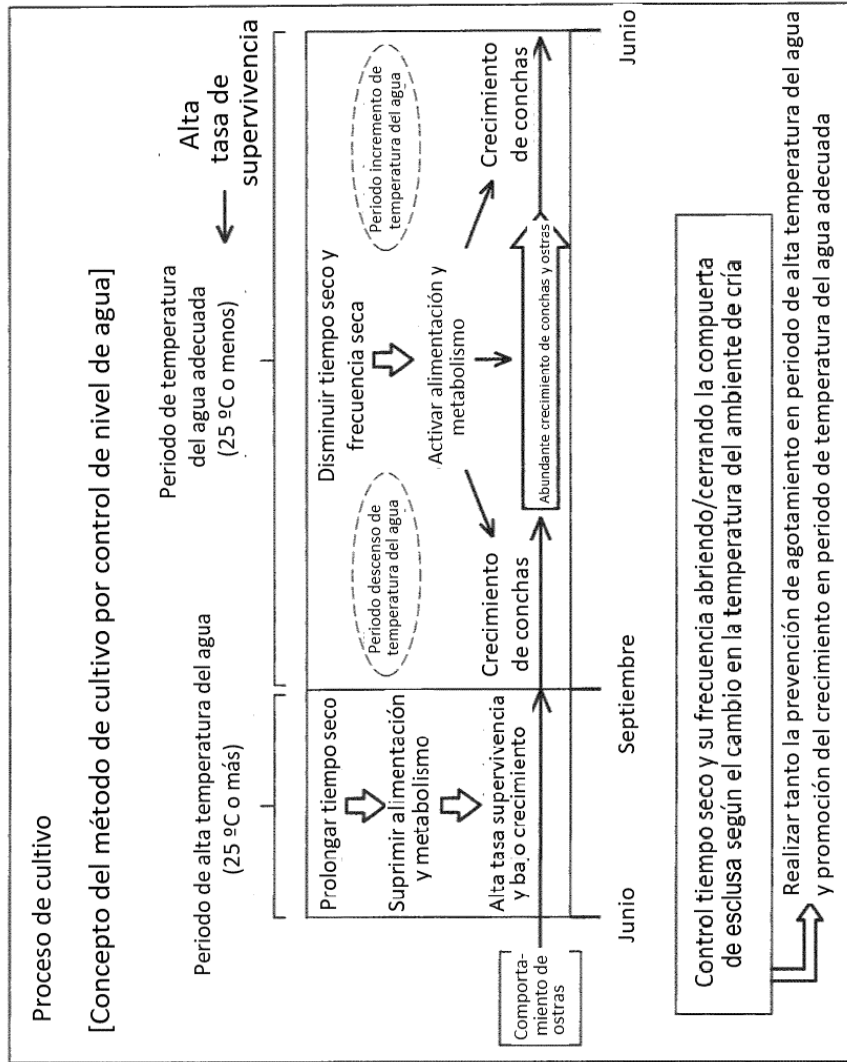 Proceso de cultivo
[Concepto del método de cultivo por control de nivel de agua]
Periodo de alta temperatura del agua
(25 ºC o más)
Periodo de temperatura
del agua adecuada
(25 ºC o menos)
Alta
tasa de
supervivencia
Prolongar tiempo seco
Suprimir alimentación
y metabolismo
Alta tasa supervivencia
y bajo crecimiento
Periodo descenso de
temperatura del agua
Disminuir tiempo seco y
frecuencia seca
Periodo incremento de
temperatura del agua
Activar alimentación y
metabolismo
Crecimiento
de conchas
Abundante crecimiento de conchas y ostras
Crecimiento
de conchas
Comporta-
miento de
ostras
Junio
Septiembre
Junio
Control tiempo seco y su frecuencia abriendo/cerrando la compuerta
de esclusa según el cambio en la temperatura del ambiente de cría
Realizar tanto la prevención de agotamiento en periodo de alta temperatura del agua
y promoción del crecimiento en periodo de temperatura del agua adecuada